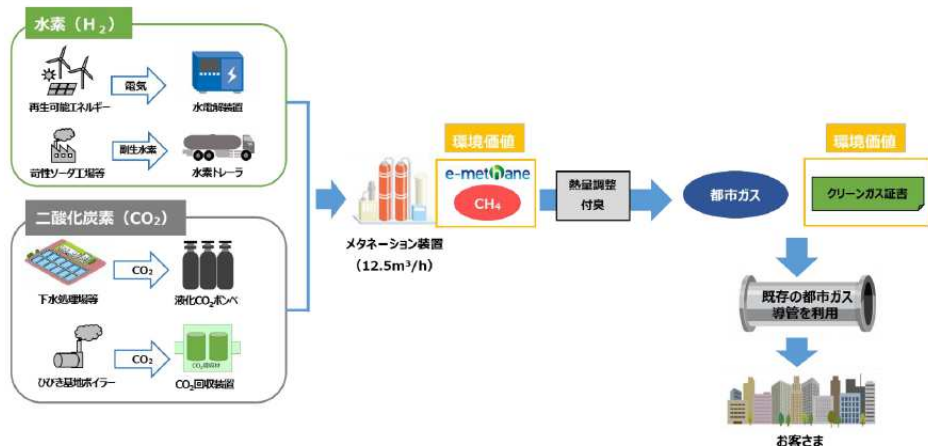 水素（H₂）
電気
再生可能エネルギー
水電解装置
副生水素
苛性ソーダ工場等
水素トレーラ
二酸化炭素（CO₂）
CO₂
下水処理場等
液化CO₂ボンベ
CO₂
ひびき基地ボイラー
CO₂回収装置
メタネーション装置
（12.5m³/h）
環境価値
e-methane
CH₄
熱量調整
付臭
都市ガス
環境価値
クリーンガス証書
既存の都市ガス
導管を利用
お客さま